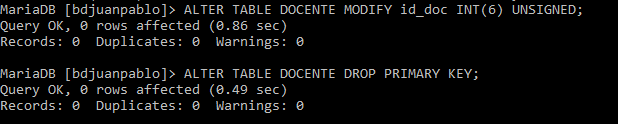 MariaDB [bdjuanpablo]> ALTER TABLE DOCENTE MODIFY id_doc INT(6) UNSIGNED;
Query OK, 0 rows affected (0.86 sec)
Records: 0  Duplicates: 0  Warnings: 0
MariaDB [bdjuanpablo]> ALTER TABLE DOCENTE DROP PRIMARY KEY;
Query OK, 0 rows affected (0.49 sec)
Records: 0  Duplicates: 0  Warnings: 0